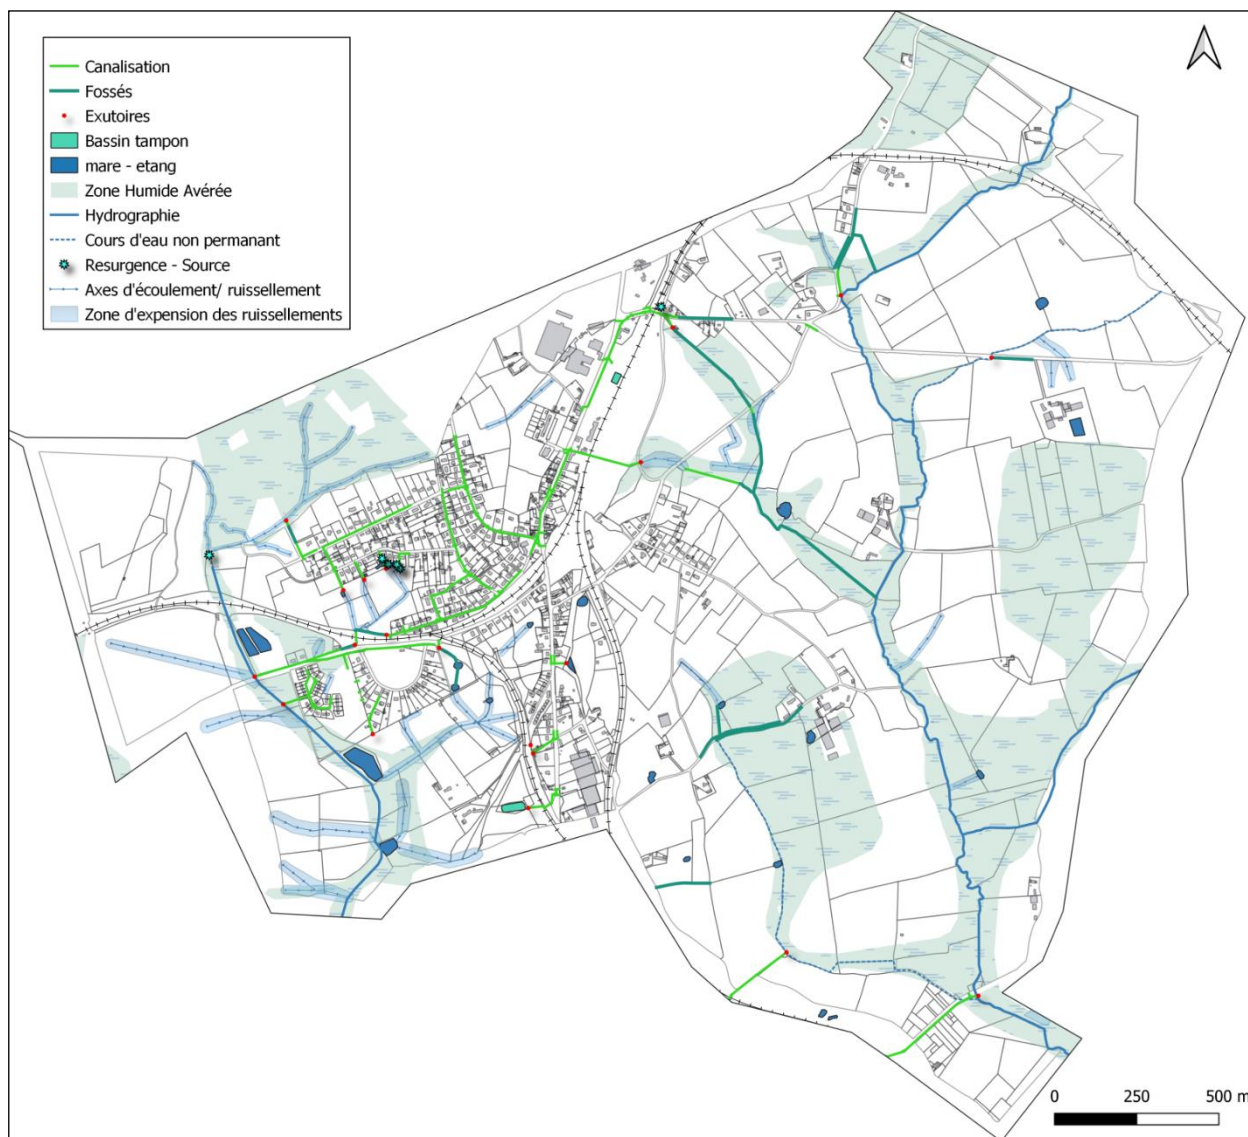 Canalisation
Fossés
Exutoires
Bassin tampon
mare - etang
Zone Humide Avérée
Hydrographie
Cours d'eau non permanant
Resurgence - Source
Axes d'écoulement/ ruissellement
Zone d'expension des ruissellements
0 250 500 m